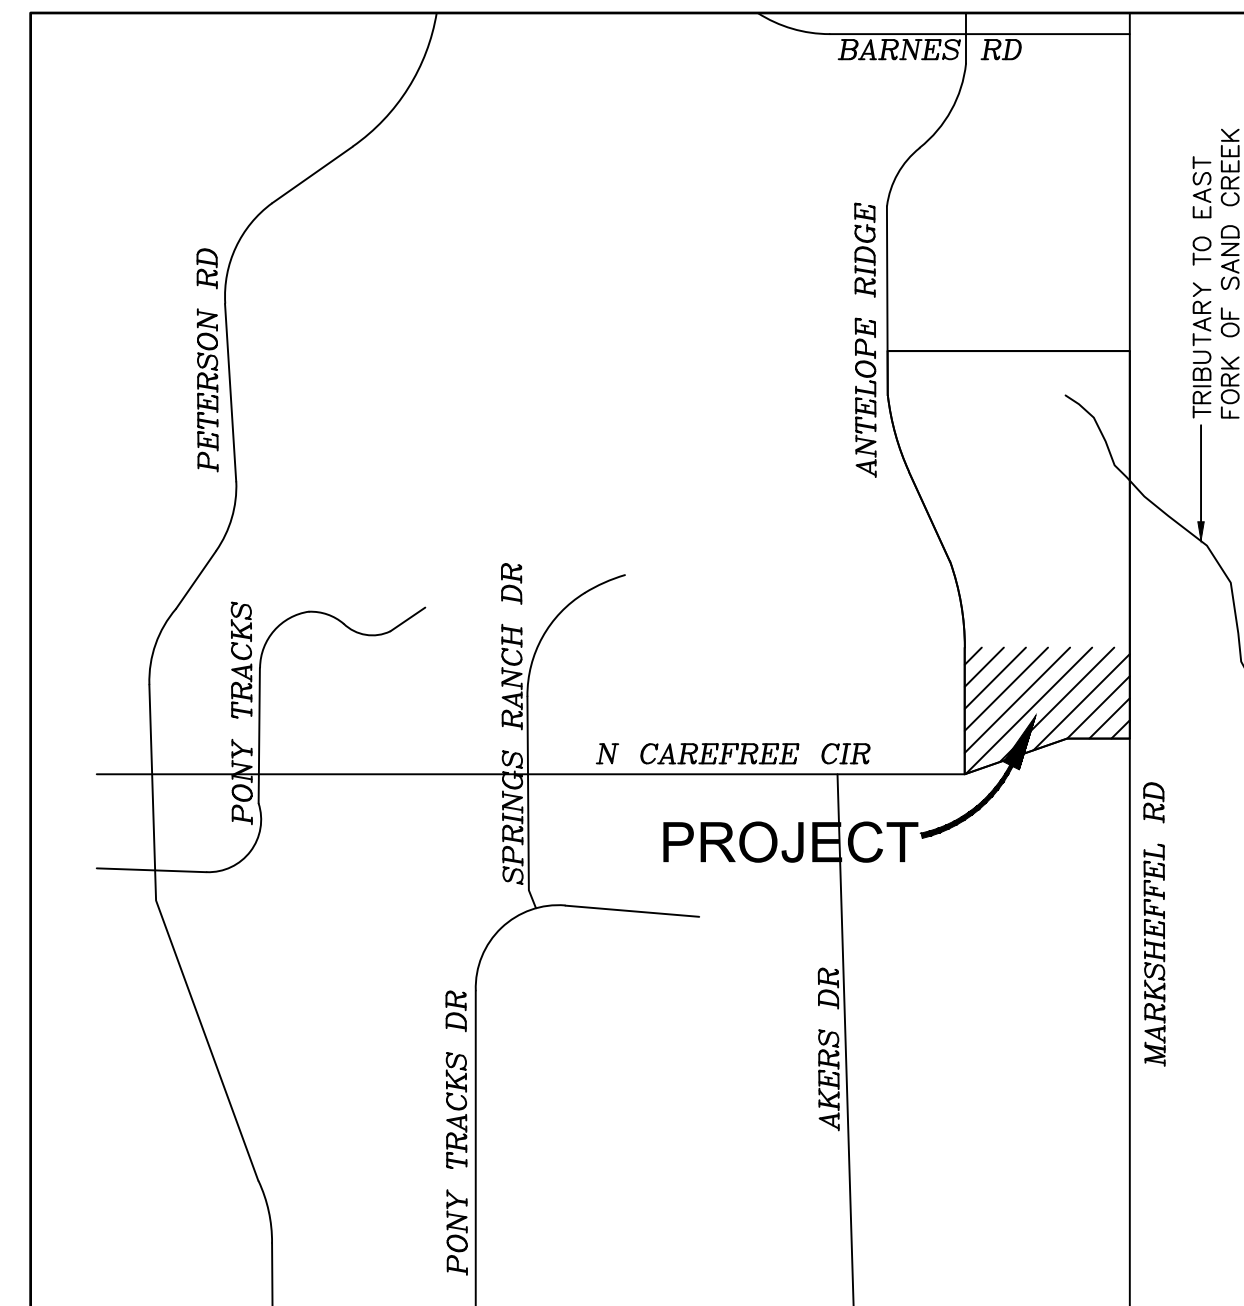 BARNES RD
TRIBUTARY TO EAST
FORK OF SAND CREEK
ANTELOPE RIDGE
PETERSON RD
SPRINGS RANCH DR
PONY TRACKS
N CAREFREE CIR
PROJECT
MARKSHEFFEL RD
AKERS DR
PONY TRACKS DR